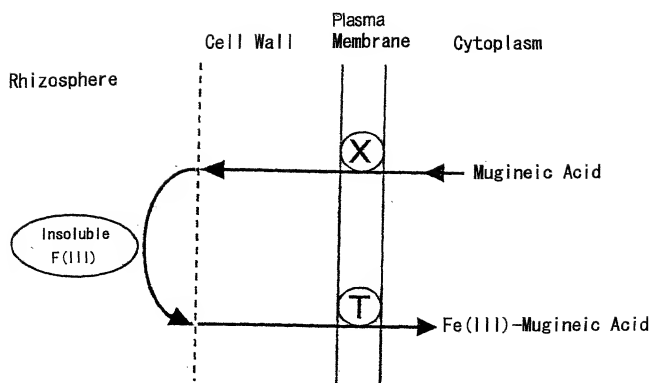 Plasma
Cell Wall Membrane Cytoplasm
Rhizosphere
X
Mugineic Acid
Insoluble
F(III)
T
Fe(III)-Mugineic Acid